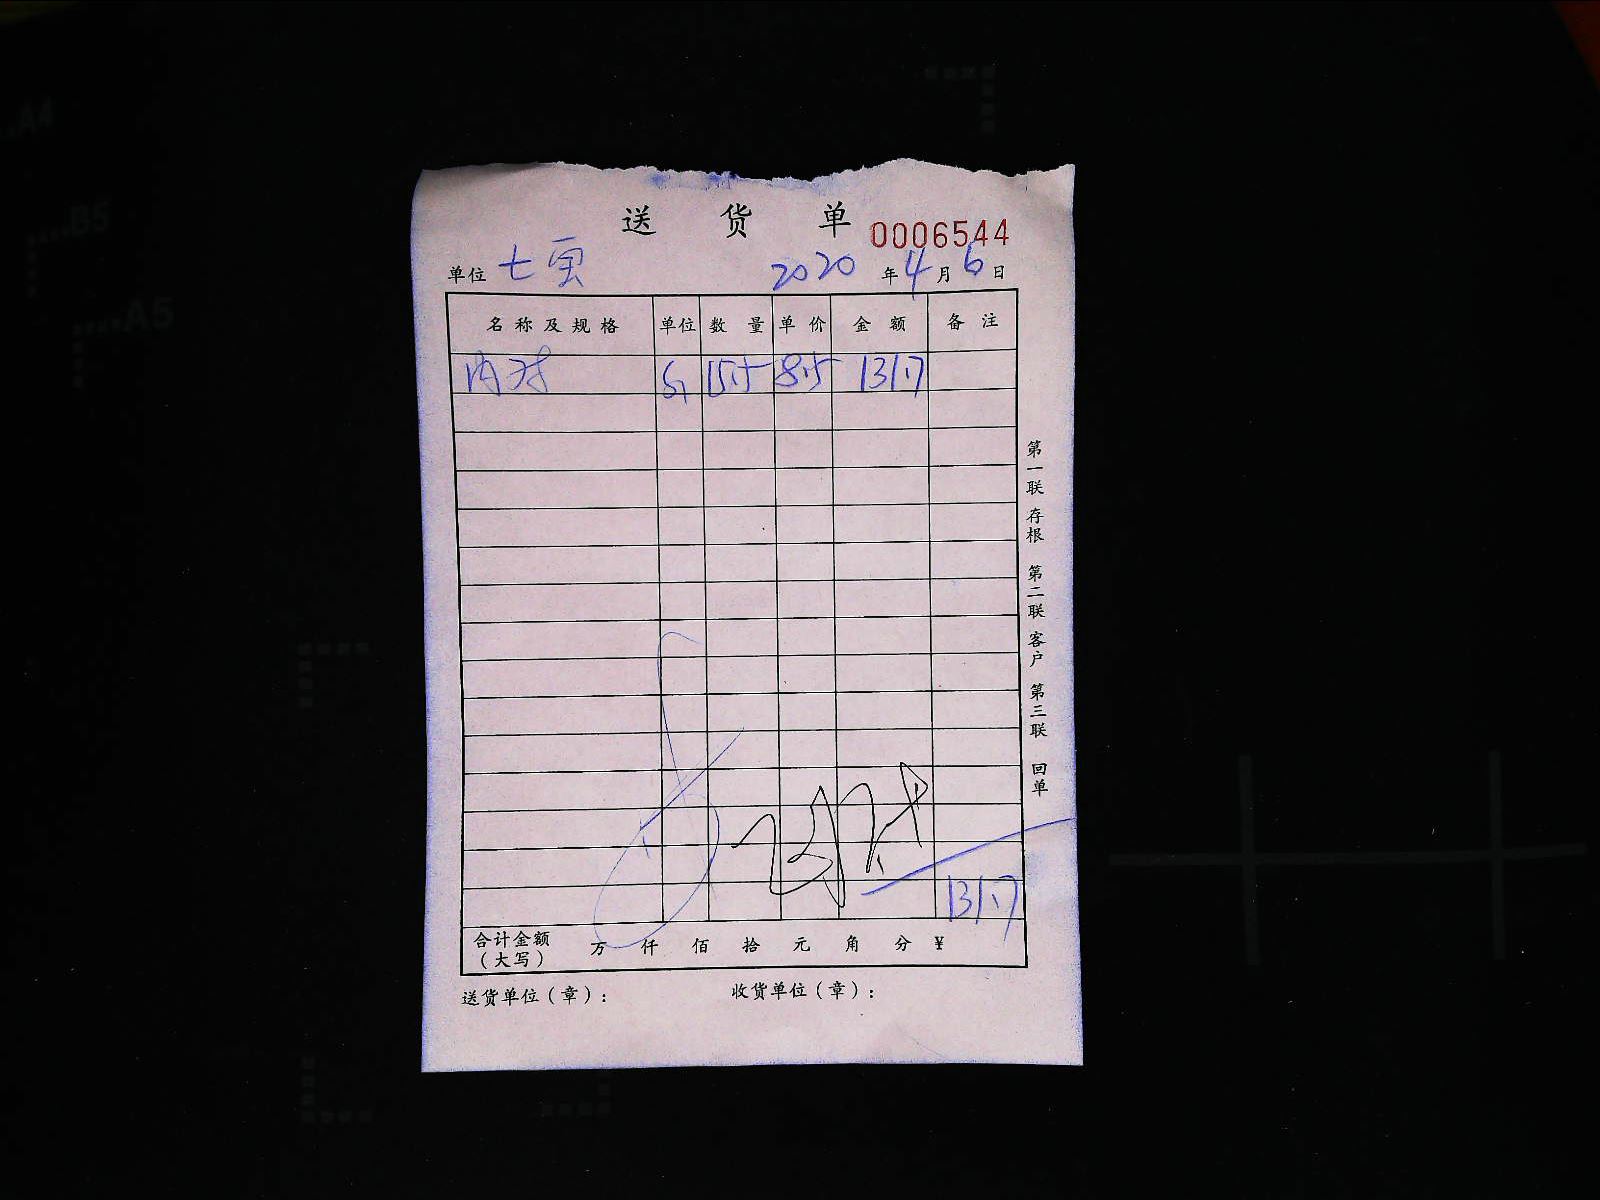 送货单 0006544
单位 七 2020年4月6日
名称及规格 单位 数量 单价 金额 备注
斤 15.5 8.5 131.7
131.7
合计金额（大写） 万 仟 佰 拾 元 角 分 ¥
送货单位（章）： 收货单位（章）：
第一联 存根 第二联 客户 第三联 回单
A4
B5
A5